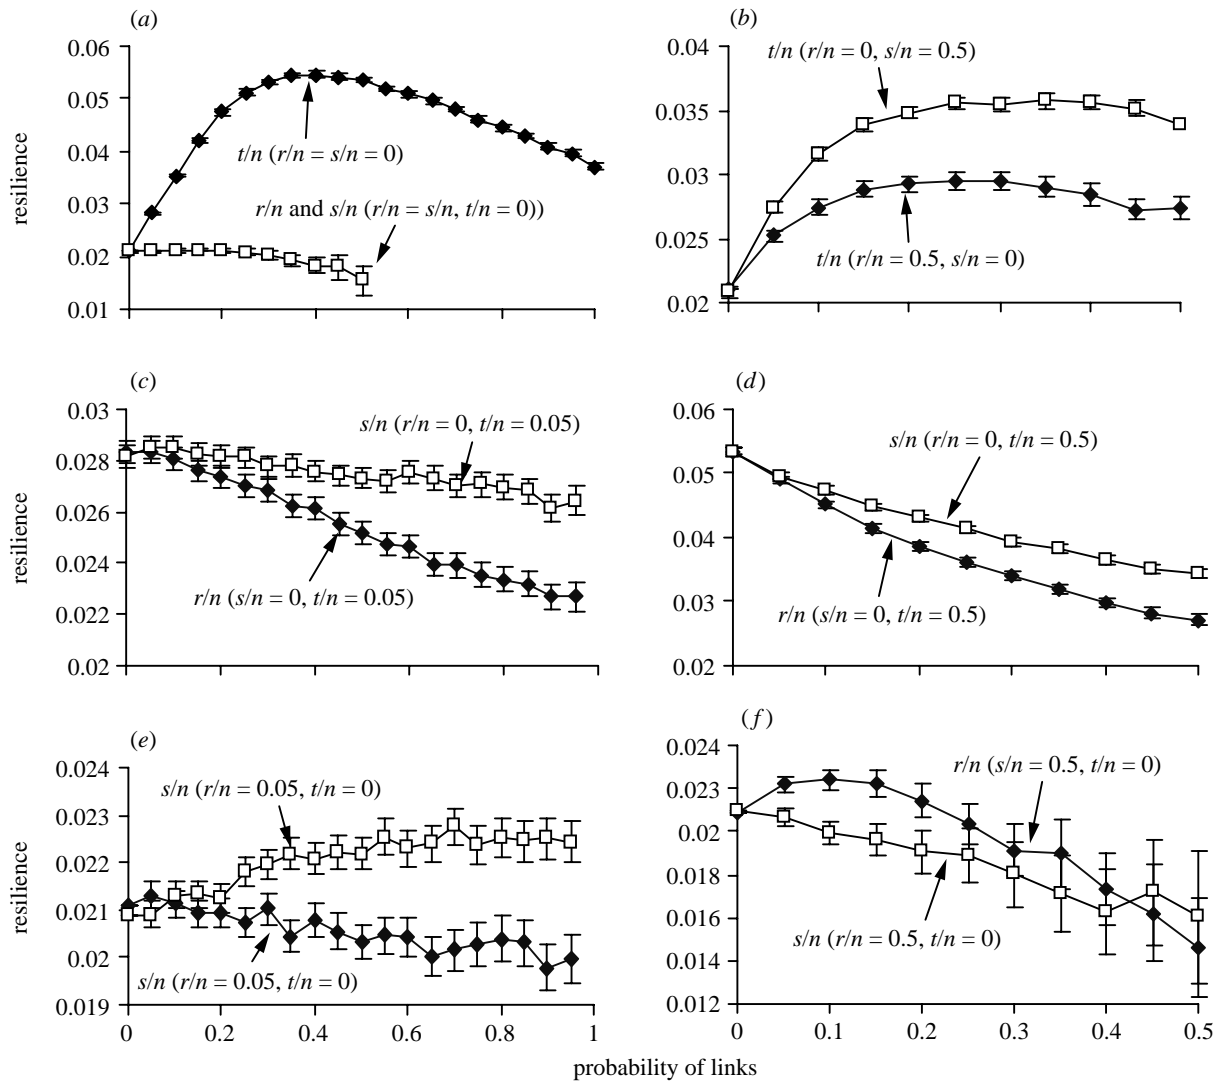 (a)
0.06
0.05
0.04
0.03
0.02
0.01
resilience
t/n (r/n = s/n = 0)
r/n and s/n (r/n = s/n, t/n = 0))
(b)
0.04
0.035
0.03
0.025
0.02
t/n (r/n = 0, s/n = 0.5)
t/n (r/n = 0.5, s/n = 0)
(c)
0.03
0.028
0.026
0.024
0.022
0.02
resilience
s/n (r/n = 0, t/n = 0.05)
r/n (s/n = 0, t/n = 0.05)
(d)
0.06
0.05
0.04
0.03
0.02
s/n (r/n = 0, t/n = 0.5)
r/n (s/n = 0, t/n = 0.5)
(e)
0.024
0.023
0.022
0.021
0.02
0.019
resilience
s/n (r/n = 0.05, t/n = 0)
s/n (r/n = 0.05, t/n = 0)
0 0.2 0.4 0.6 0.8 1
(f)
0.024
0.022
0.02
0.018
0.016
0.014
0.012
r/n (s/n = 0.5, t/n = 0)
s/n (r/n = 0.5, t/n = 0)
0 0.1 0.2 0.3 0.4 0.5
probability of links